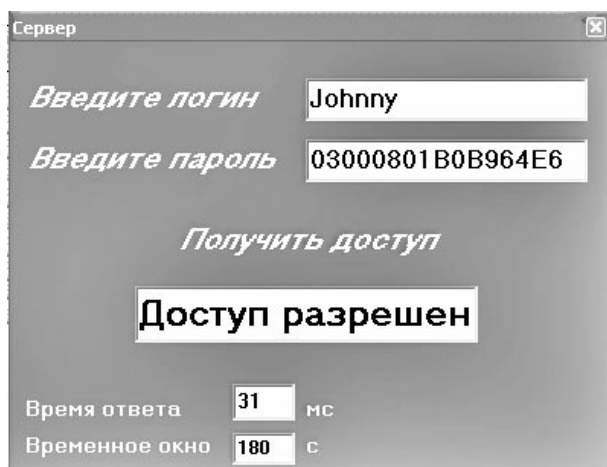 Сервер
Введите логин Johnny
Введите пароль 03000801B0B964E6
Получить доступ
Доступ разрешен
Время ответа 31 мс
Временное окно 180 с